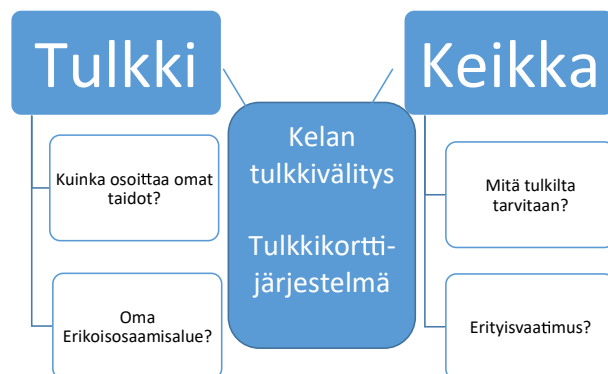 Tulkki
Kuinka osoittaa omat
taidot?
Oma
Erikoisosaamisalue?
Kelan
tulkkivälitys
Tulkkikortti-
järjestelmä
Keikka
Mitä tulkilta
tarvitaan?
Erityisvaatimus?